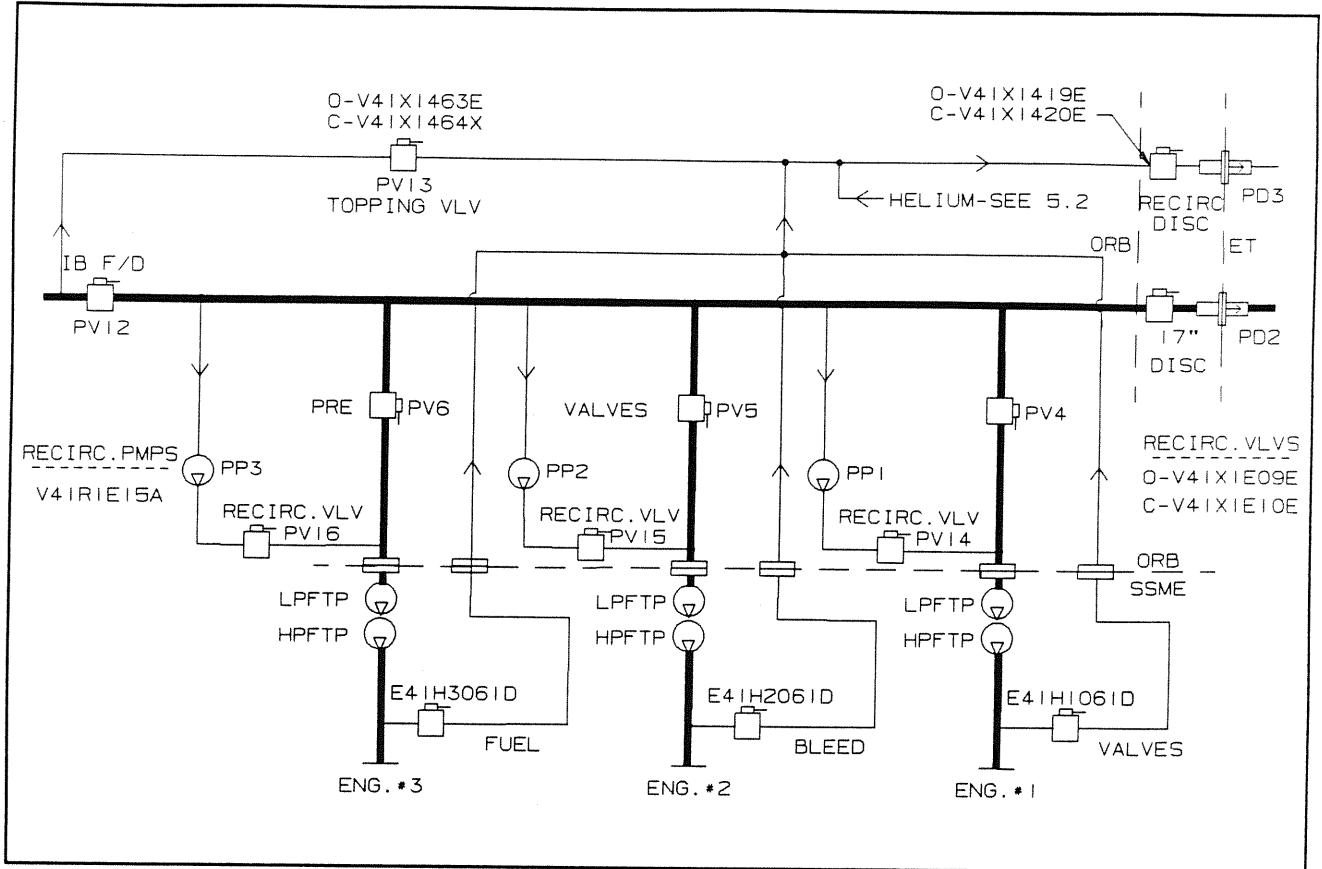 O-V41X1463E
C-V41X1464X
PV13
TOPPING VLV
O-V41X1419E
C-V41X1420E
HELIUM-SEE 5.2
RECIRC
DISC
PD3
ORB
ET
IB F/D
PV12
17"
DISC
PD2
PRE
PV6
VALVES
PV5
PV4
RECIRC.PMPS
V41R1E15A
PP3
PP2
PP1
RECIRC.VLVS
O-V41X1E09E
C-V41X1E10E
RECIRC.VLV
PV16
RECIRC.VLV
PV15
RECIRC.VLV
PV14
ORB
SSME
LPFTP
HPFTP
LPFTP
HPFTP
LPFTP
HPFTP
E41H3061D
E41H2061D
E41H1061D
FUEL
BLEED
VALVES
ENG.#3
ENG.#2
ENG.#1